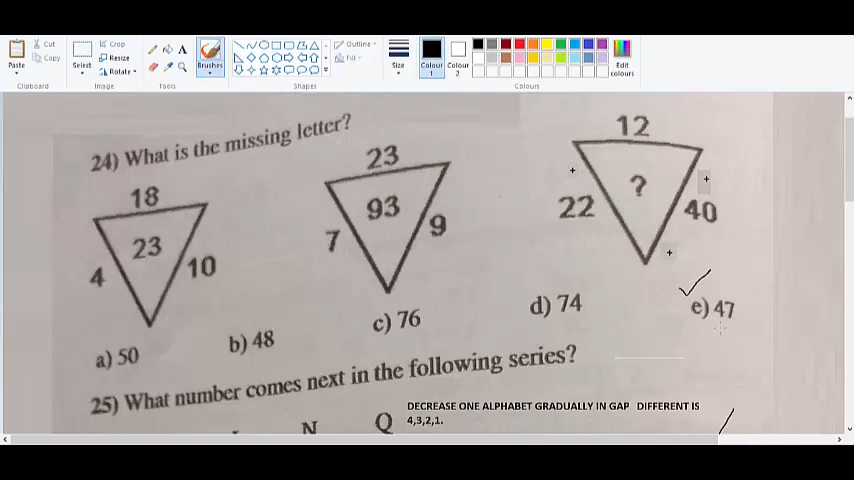 Paste
Cut
Copy
Clipboard
Select
Crop
Resize
Rotate
Image
A
Tools
Brushes
Outline
Fill
Shapes
Size
Colour
1
Colour
2
Edit
colours
Colours
24) What is the missing letter?
18
23
4
10
23
93
7
9
12
?
22
40
a) 50
b) 48
c) 76
d) 74
e) 47
25) What number comes next in the following series?
N
Q
DECREASE ONE ALPHABET GRADUALLY IN GAP DIFFERENT IS
4,3,2,1.